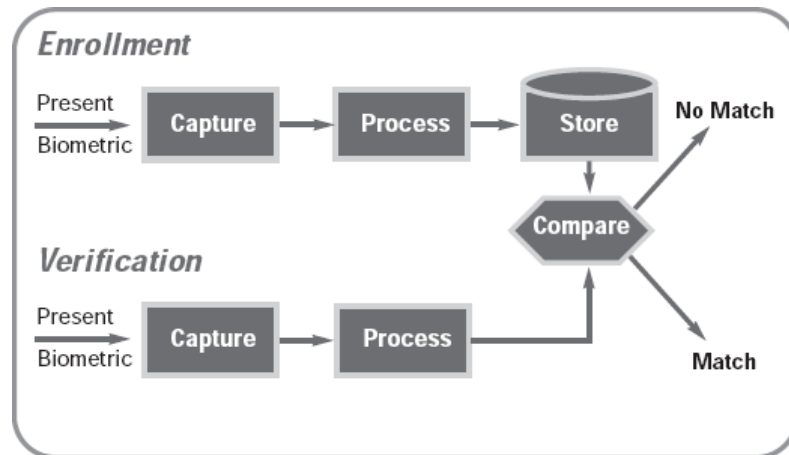 Enrollment
Present
Biometric
Capture
Process
Store
No Match
Compare
Verification
Present
Biometric
Capture
Process
Match